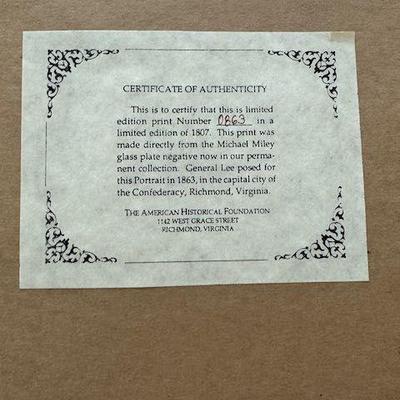 CERTIFICATE OF AUTHENTICITY
This is to certify that this is limited
edition print Number 0863 in a
limited edition of 1807. This print was
made directly from the Michael Miley
glass plate negative now in our perma-
nent collection. General Lee posed for
this Portrait in 1863, in the capital city of
the Confederacy, Richmond, Virginia.
THE AMERICAN HISTORICAL FOUNDATION
1142 WEST GRACE STREET
RICHMOND, VIRGINIA